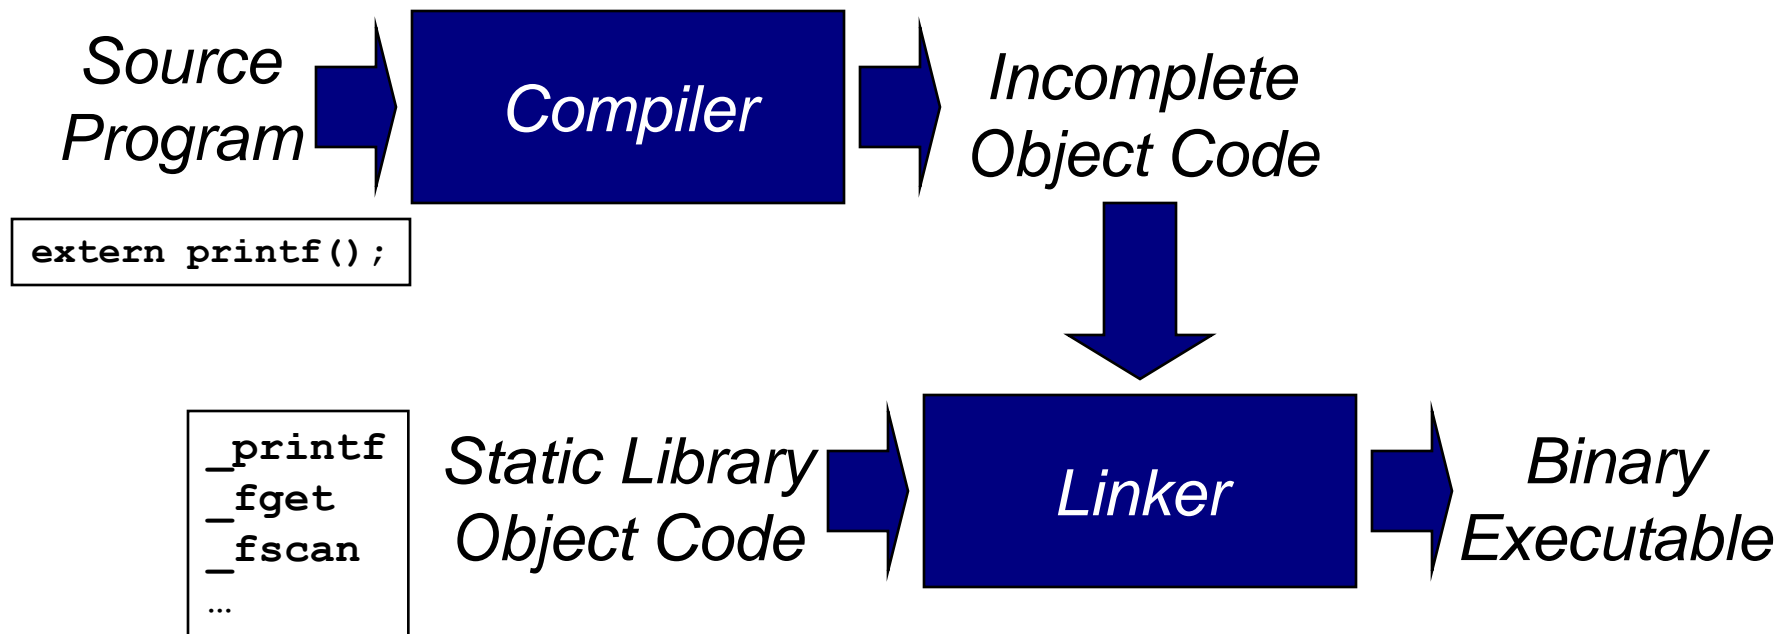 Source
Program
Compiler
Incomplete
Object Code
extern printf();
_printf
_fget
_fscan
…
Static Library
Object Code
Linker
Binary
Executable